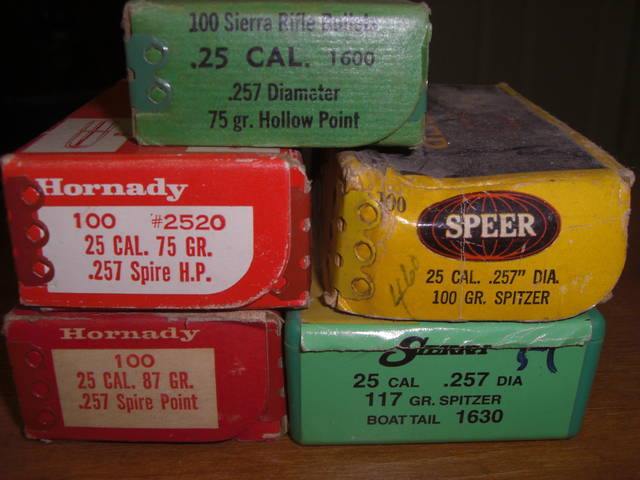 100 Sierra Rifle Bullets
.25 CAL. 1600
.257 Diameter
75 gr. Hollow Point
Hornady
100 #2520
25 CAL. 75 GR.
.257 Spire H.P.
100
SPEER
25 CAL. .257" DIA.
100 GR. SPITZER
460
Hornady
100
25 CAL. 87 GR.
.257 Spire Point
Sierra
25 CAL .257 DIA
117 GR. SPITZER
BOAT TAIL 1630